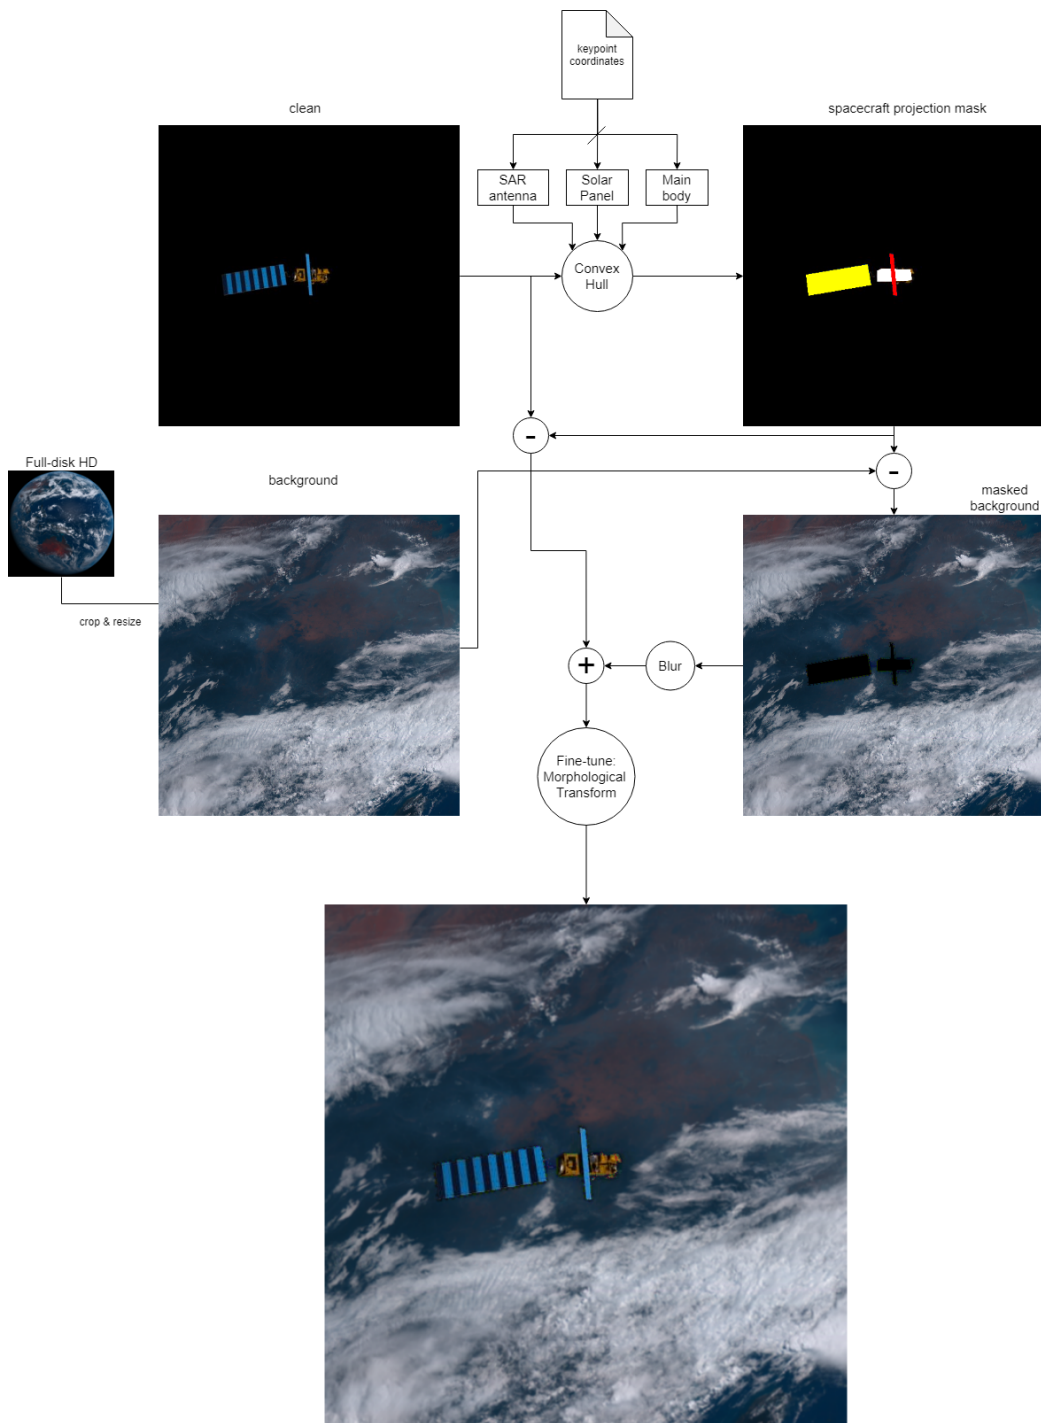 keypoint
coordinates
clean
spacecraft projection mask
SAR
antenna
Solar
Panel
Main
body
Convex
Hull
-
Full-disk HD
-
background
masked
background
crop & resize
+
Blur
Fine-tune:
Morphological
Transform